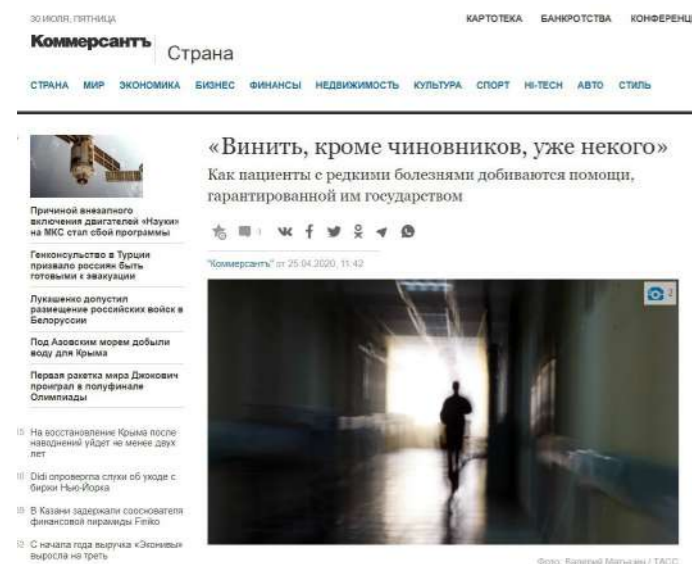 30 ИЮЛЯ, ПЯТНИЦА
КАРТОТЕКА БАНКРОТСТВА
Коммерсантъ
Страна
СТРАНА МИР ЭКОНОМИКА БИЗНЕС ФИНАНСЫ НЕДВИЖИМОСТЬ КУЛЬТУРА СПОРТ HI-TECH АВТО СТИЛЬ
Причиной внезапного
включения двигателей «Науки»
на МКС стал сбой программы
Генконсульство в Турции
призвало россиян быть
готовыми к эвакуации
Лукашенко допустил
размещение российских войск в
Белоруссии
Под Азовским морем добыли
воду для Крыма
Первая ракетка мира Джокович
проиграл в полуфинале
Олимпиады
На восстановление Крыма после
наводнений уйдет не менее двух
лет
Didi опровергла слухи об уходе с
биржи Нью-Йорка
В Казани задержали сооснователя
финансовой пирамиды Finiko
С начала года выручка «Эконивы»
выросла на треть
«Винить, кроме чиновников, уже некого»
Как пациенты с редкими болезнями добиваются помощи,
гарантированной им государством
"Коммерсантъ" от 25.04.2020, 11:42
2
Фото: Валерий Матыцин / ТАСС